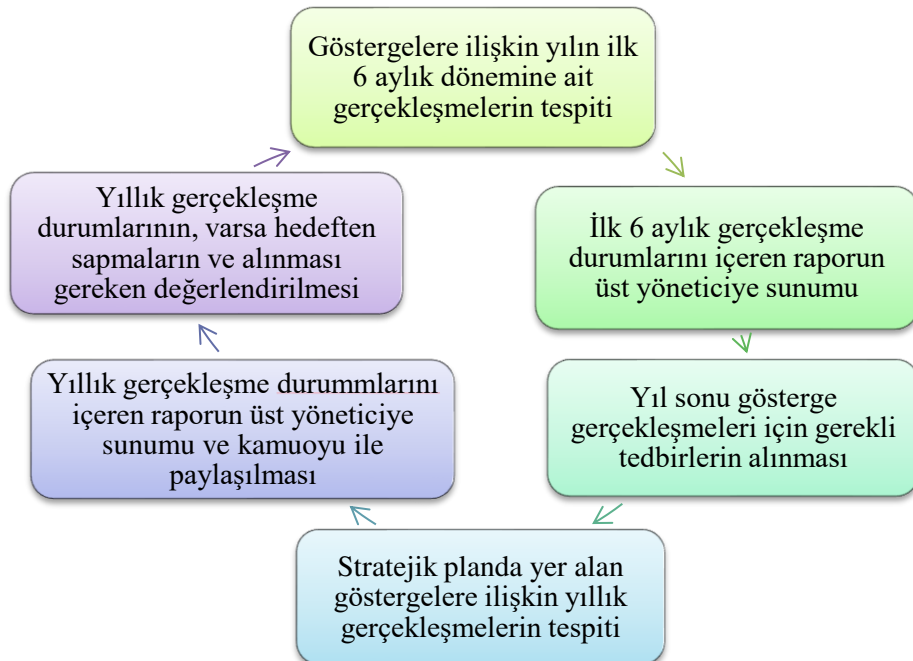 Göstergelere ilişkin yılın ilk
6 aylık dönemine ait
gerçekleşmelerin tespiti
İlk 6 aylık gerçekleşme
durumlarını içeren raporun
üst yöneticiye sunumu
Yıl sonu gösterge
gerçekleşmeleri için gerekli
tedbirlerin alınması
Stratejik planda yer alan
göstergelere ilişkin yıllık
gerçekleşmelerin tespiti
Yıllık gerçekleşme durummlarını
içeren raporun üst yöneticiye
sunumu ve kamuoyu ile
paylaşılması
Yıllık gerçekleşme
durumlarının, varsa hedeften
sapmaların ve alınması
gereken değerlendirilmesi